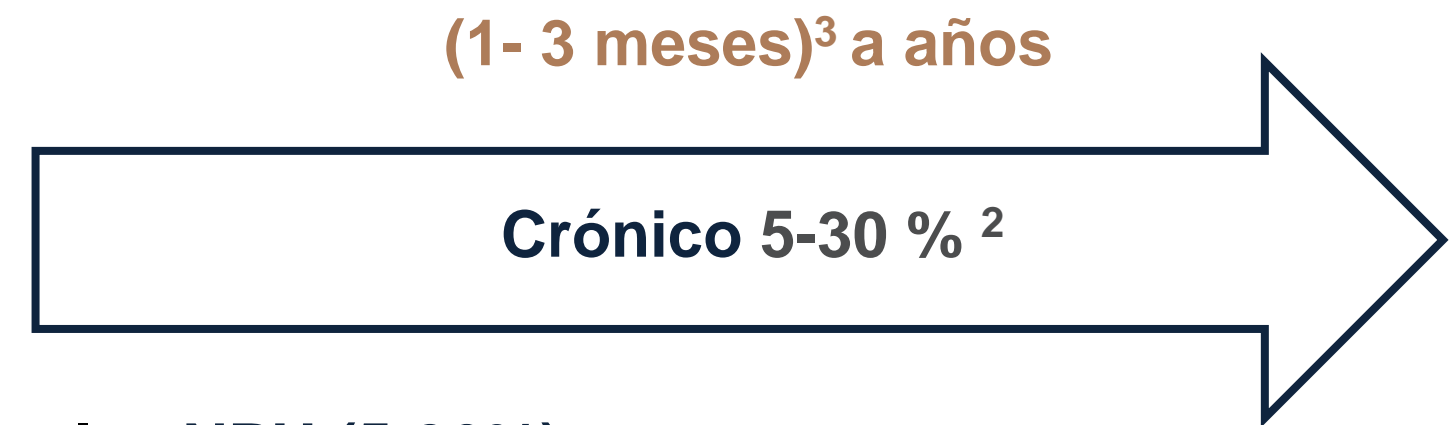 (1- 3 meses)³ a años
Crónico 5-30 % ²